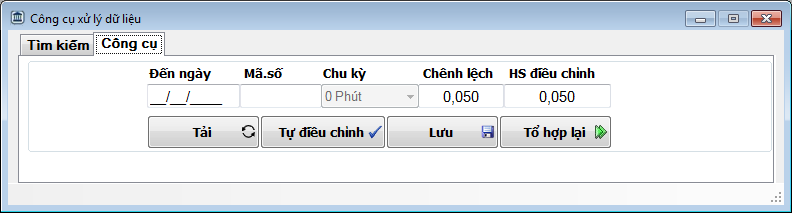 Công cụ xử lý dữ liệu
Tìm kiếm Công cụ
Đến ngày Mã.số Chu kỳ Chênh lệch HS điều chỉnh
__/__/____ 0 Phút 0,050 0,050
Tải Tự điều chỉnh Lưu Tổ hợp lại